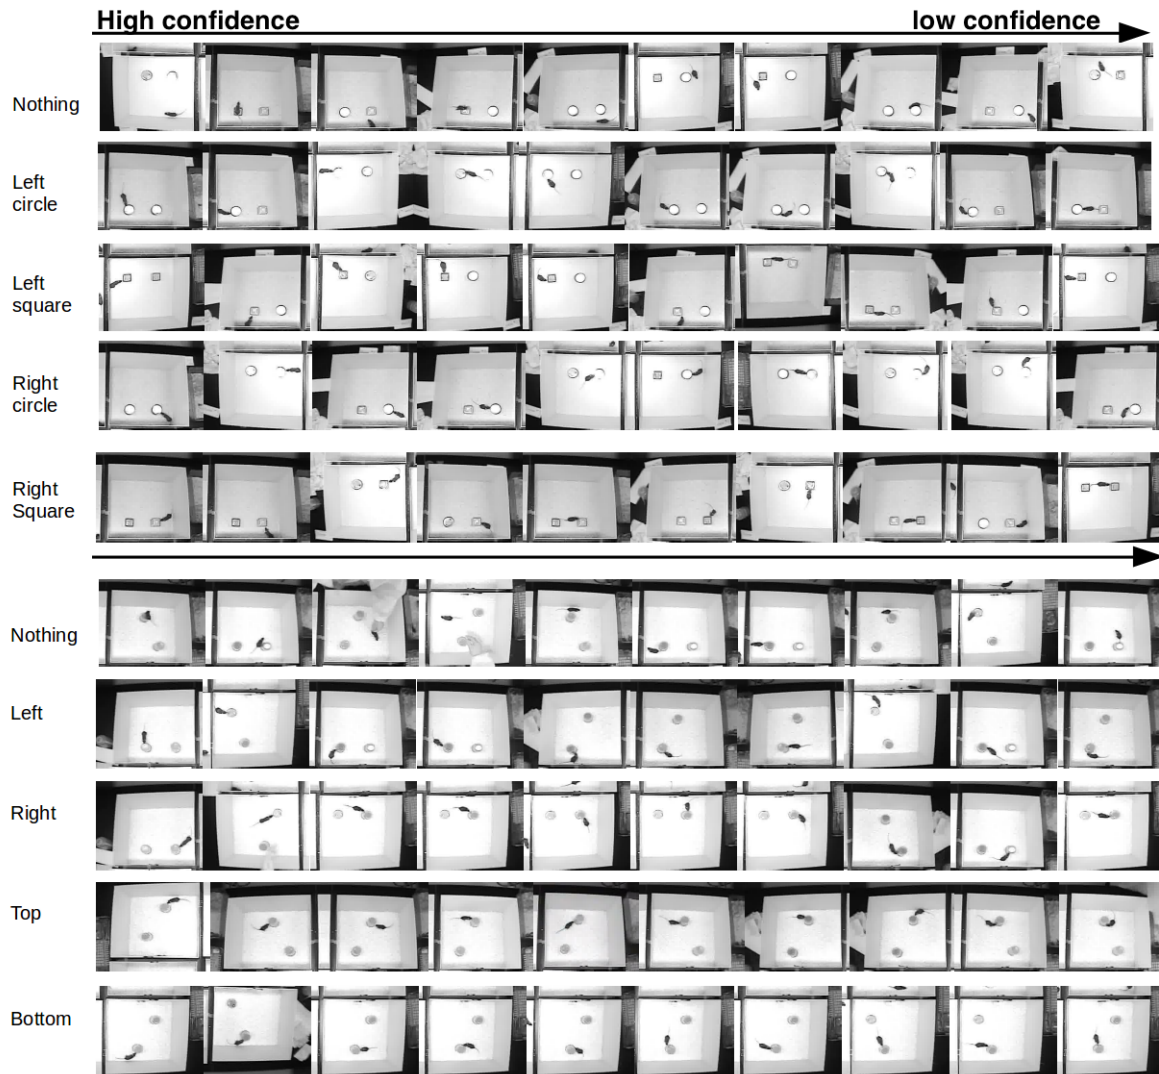 High confidence low confidence
Nothing
Left
circle
Left
square
Right
circle
Right
Square
Nothing
Left
Right
Top
Bottom